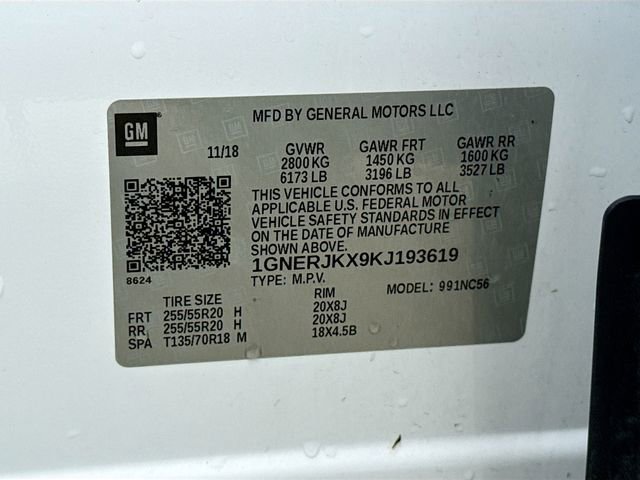 GM
MFD BY GENERAL MOTORS LLC
11/18
GVWR GAWR FRT GAWR RR
2800 KG 1450 KG 1600 KG
6173 LB 3196 LB 3527 LB
THIS VEHICLE CONFORMS TO ALL
APPLICABLE U.S. FEDERAL MOTOR
VEHICLE SAFETY STANDARDS IN EFFECT
ON THE DATE OF MANUFACTURE
SHOWN ABOVE.
8624
1GNERJKX9KJ193619
TYPE: M.P.V. MODEL: 991NC56
TIRE SIZE RIM
FRT 255/55R20 H 20X8J
RR 255/55R20 H 20X8J
SPA T135/70R18 M 18X4.5B